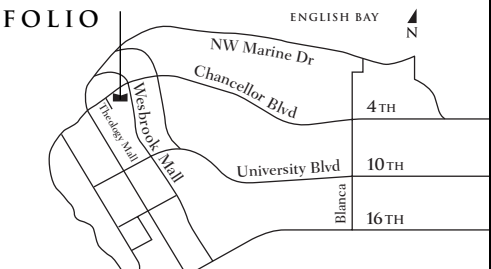 FOLIO
ENGLISH BAY
N
NW Marine Dr
Chancellor Blvd
4TH
Wesbrook Mall
Theology Mall
University Blvd
10TH
Blanca
16TH